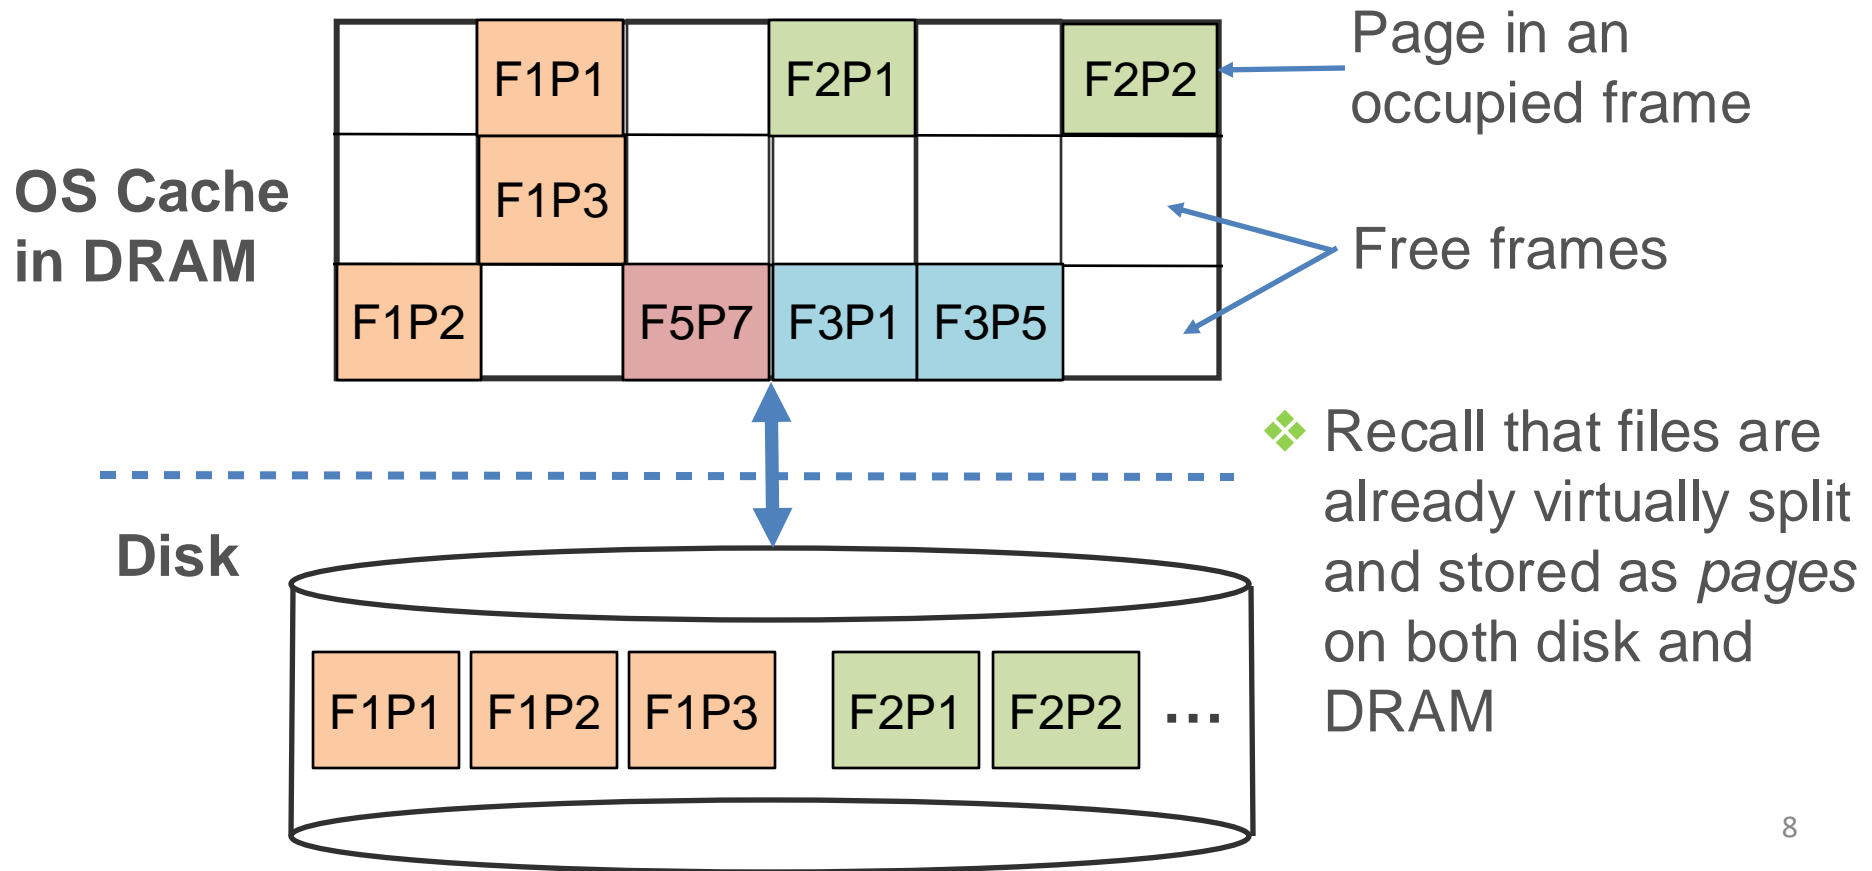 F1P1
F2P1
F2P2
Page in an
occupied frame
OS Cache
in DRAM
F1P3
Free frames
F1P2
F5P7
F3P1
F3P5
❖ Recall that files are
already virtually split
and stored as pages
on both disk and
DRAM
Disk
F1P1
F1P2
F1P3
F2P1
F2P2
...
8